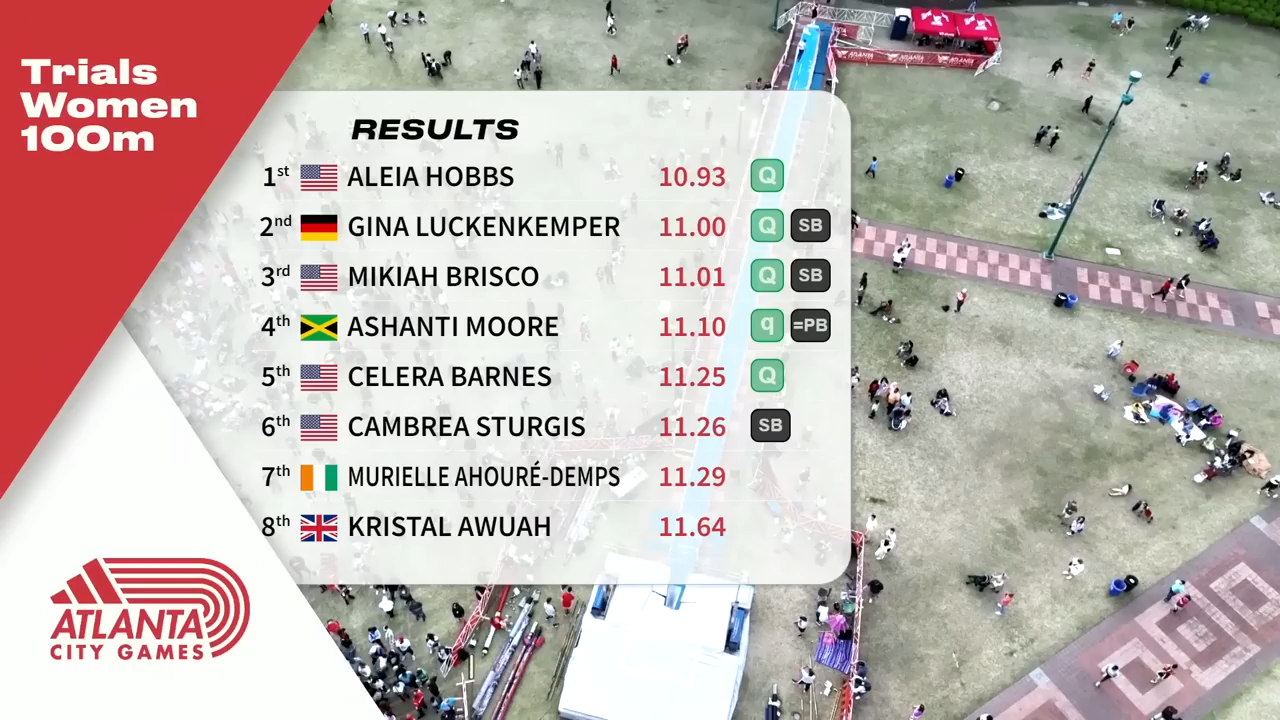 Trials
Women
100m
RESULTS
1st ALEIA HOBBS 10.93 Q
2nd GINA LUCKENKEMPER 11.00 Q SB
3rd MIKIAH BRISCO 11.01 Q SB
4th ASHANTI MOORE 11.10 q =PB
5th CELERA BARNES 11.25 Q
6th CAMBREA STURGIS 11.26 SB
7th MURIELLE AHOURÉ-DEMPS 11.29
8th KRISTAL AWUAH 11.64
ATLANTA
CITY GAMES